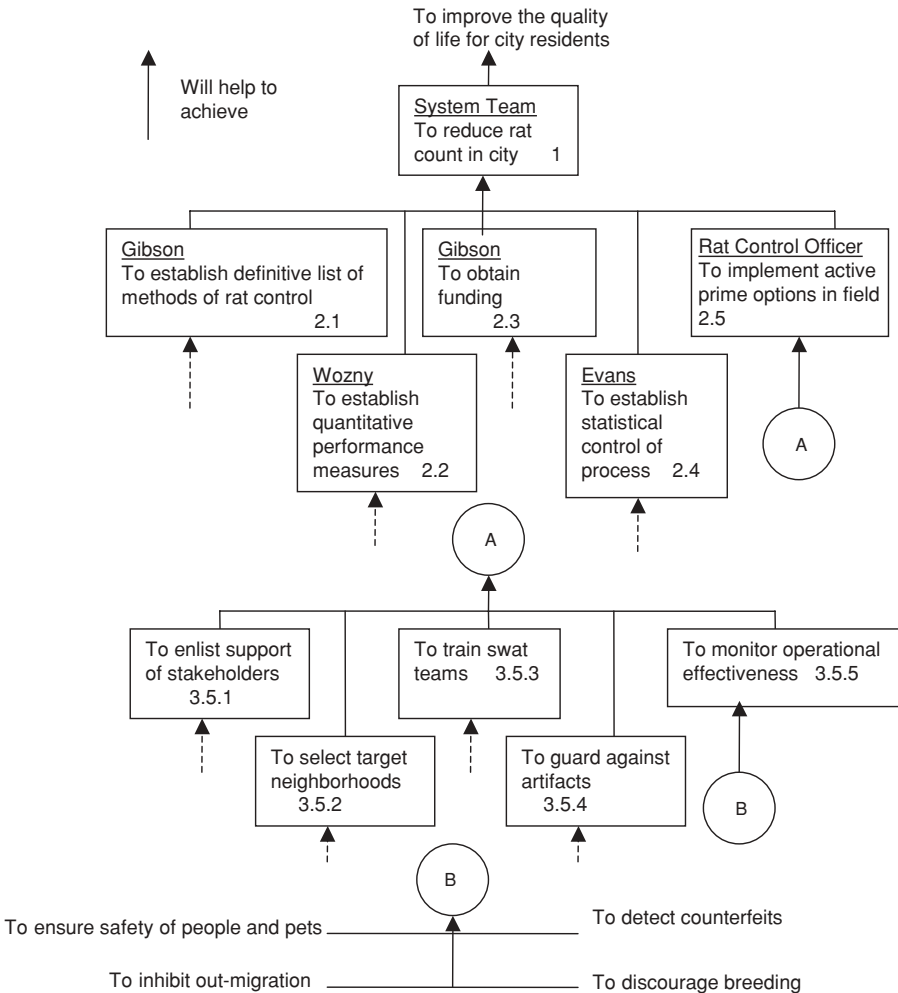 To improve the quality
of life for city residents
Will help to
achieve
System Team
To reduce rat
count in city 1
Gibson
To establish definitive list of
methods of rat control
2.1
Gibson
To obtain
funding
2.3
Rat Control Officer
To implement active
prime options in field
2.5
Wozny
To establish
quantitative
performance
measures 2.2
Evans
To establish
statistical
control of
process 2.4
A
A
To enlist support
of stakeholders
3.5.1
To train swat
teams 3.5.3
To monitor operational
effectiveness 3.5.5
To select target
neighborhoods
3.5.2
To guard against
artifacts
3.5.4
B
B
To ensure safety of people and pets
To detect counterfeits
To inhibit out-migration
To discourage breeding